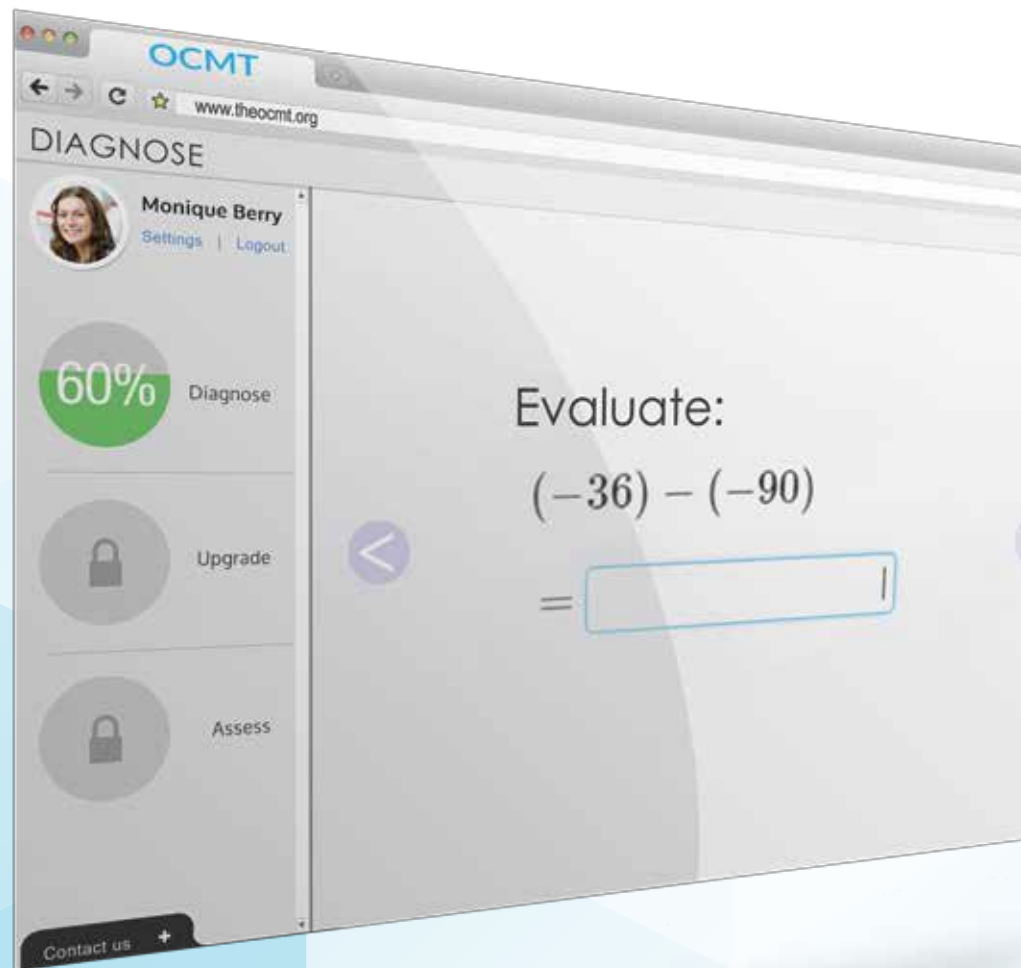 OCMT
www.theocmt.org
DIAGNOSE
Monique Berry
Settings | Logout
60%
Diagnose
Upgrade
Assess
Evaluate:
(−36) − (−90)
=
Contact us +